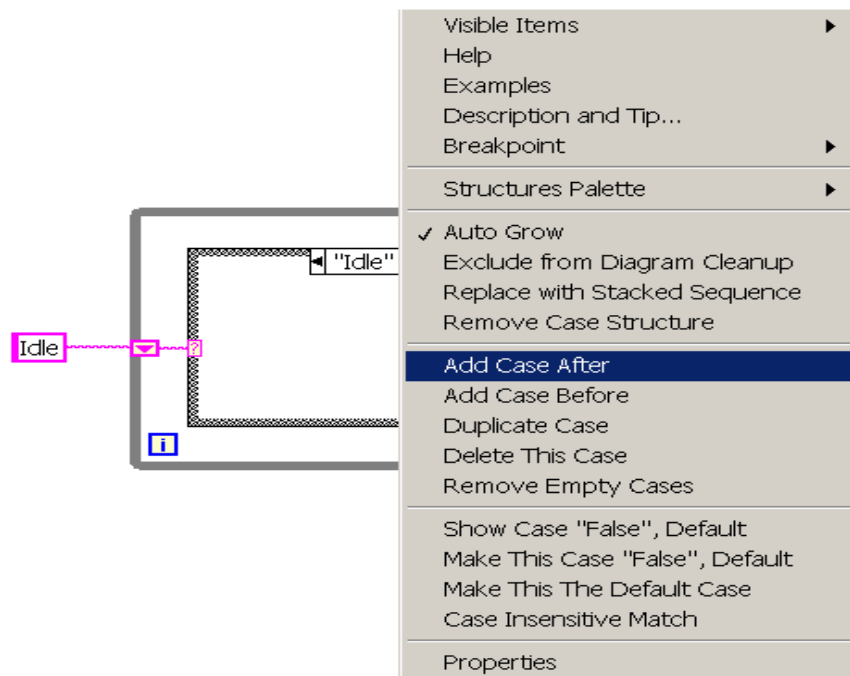 Visible Items
Help
Examples
Description and Tip...
Breakpoint
Structures Palette
Auto Grow
Exclude from Diagram Cleanup
Replace with Stacked Sequence
Remove Case Structure
Add Case After
Add Case Before
Duplicate Case
Delete This Case
Remove Empty Cases
Show Case "False", Default
Make This Case "False", Default
Make This The Default Case
Case Insensitive Match
Properties
"Idle"
Idle
?
i